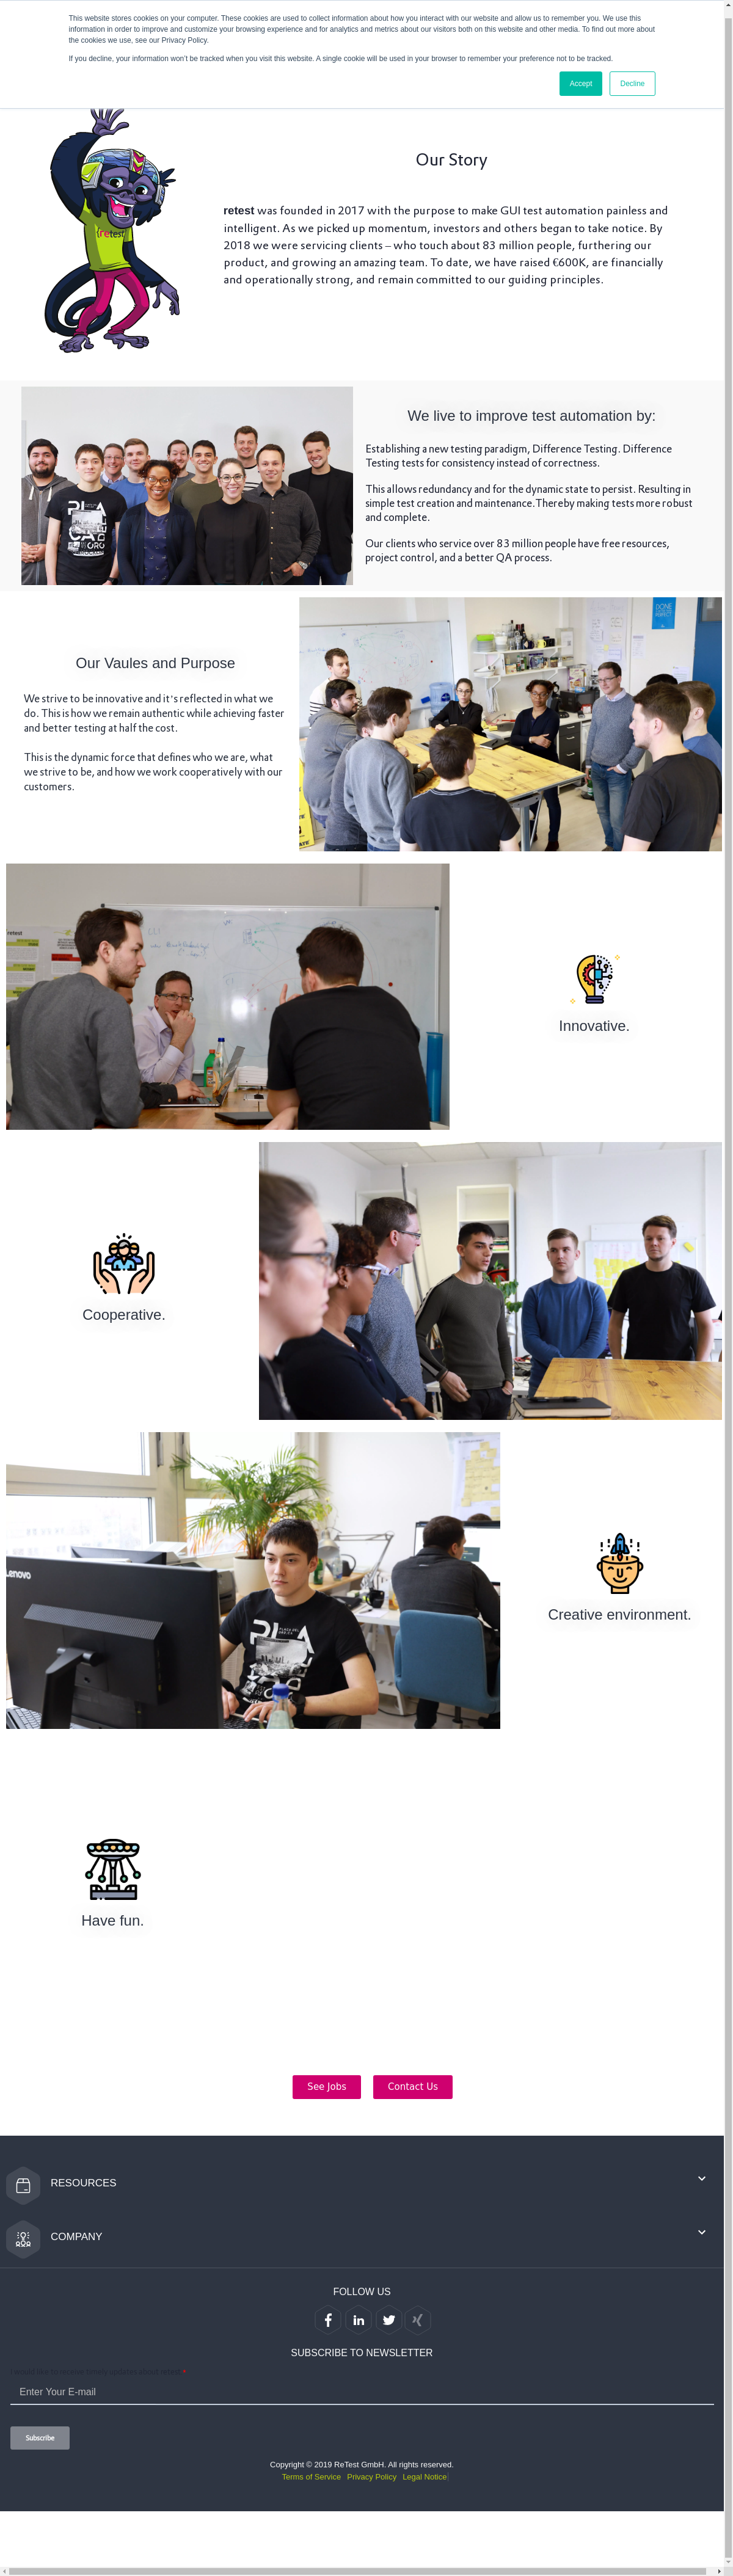 This website stores cookies on your computer. These cookies are used to collect information about how you interact with our website and allow us to remember you. We use this
information in order to improve and customize your browsing experience and for analytics and metrics about our visitors both on this website and other media. To find out more about
the cookies we use, see our Privacy Policy.
If you decline, your information won't be tracked when you visit this website. A single cookie will be used in your browser to remember your preference not to be tracked.
Accept
Decline
retest
Our Story
retest was founded in 2017 with the purpose to make GUI test automation painless and
intelligent. As we picked up momentum, investors and others began to take notice. By
2018 we were servicing clients – who touch about 83 million people, furthering our
product, and growing an amazing team. To date, we have raised €600K, are financially
and operationally strong, and remain committed to our guiding principles.
We live to improve test automation by:
Establishing a new testing paradigm, Difference Testing. Difference
Testing tests for consistency instead of correctness.
This allows redundancy and for the dynamic state to persist. Resulting in
simple test creation and maintenance.Thereby making tests more robust
and complete.
Our clients who service over 83 million people have free resources,
project control, and a better QA process.
Our Vaules and Purpose
We strive to be innovative and it's reflected in what we
do. This is how we remain authentic while achieving faster
and better testing at half the cost.
This is the dynamic force that defines who we are, what
we strive to be, and how we work cooperatively with our
customers.
DONE
retest
Innovative.
Cooperative.
Lenovo
Creative environment.
Have fun.
See Jobs
Contact Us
RESOURCES
COMPANY
FOLLOW US
SUBSCRIBE TO NEWSLETTER
*
Enter Your E-mail
Subscribe
Copyright © 2019 ReTest GmbH. All rights reserved.
Terms of Service Privacy Policy Legal Notice